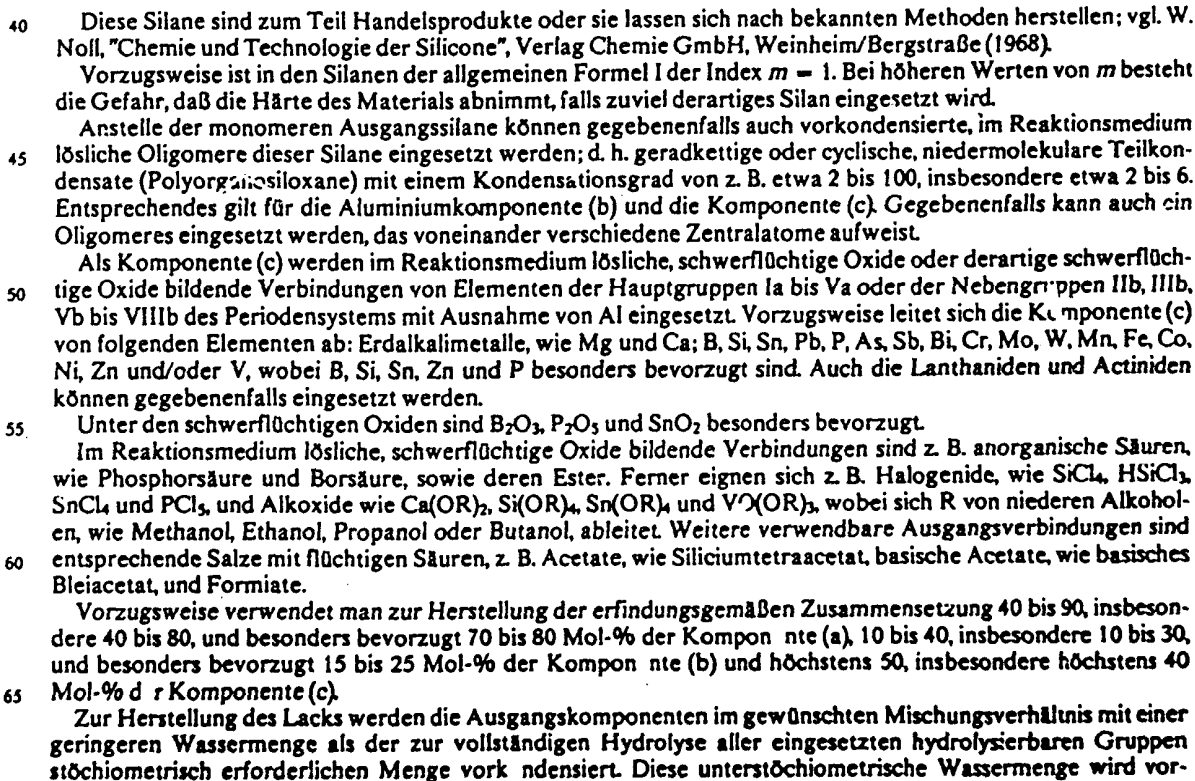 40 Diese Silane sind zum Teil Handelsprodukte oder sie lassen sich nach bekannten Methoden herstellen; vgl. W.
Noll, "Chemie und Technologie der Silicone", Verlag Chemie GmbH, Weinheim/Bergstraße (1968).
Vorzugsweise ist in den Silanen der allgemeinen Formel I der Index m = 1. Bei höheren Werten von m besteht
die Gefahr, daß die Härte des Materials abnimmt, falls zuviel derartiges Silan eingesetzt wird.
Anstelle der monomeren Ausgangssilane können gegebenenfalls auch vorkondensierte, im Reaktionsmedium
45 lösliche Oligomere dieser Silane eingesetzt werden; d. h. geradkettige oder cyclische, niedermolekulare Teilkon-
densate (Polyorganosiloxane) mit einem Kondensationsgrad von z. B. etwa 2 bis 100, insbesondere etwa 2 bis 6.
Entsprechendes gilt für die Aluminiumkomponente (b) und die Komponente (c). Gegebenenfalls kann auch ein
Oligomeres eingesetzt werden, das voneinander verschiedene Zentralatome aufweist.
Als Komponente (c) werden im Reaktionsmedium lösliche, schwerflüchtige Oxide oder derartige schwerflüch-
50 tige Oxide bildende Verbindungen von Elementen der Hauptgruppen Ia bis Va oder der Nebengruppen IIb, IIIb,
Vb bis VIIIb des Periodensystems mit Ausnahme von Al eingesetzt. Vorzugsweise leitet sich die Komponente (c)
von folgenden Elementen ab: Erdalkalimetalle, wie Mg und Ca; B, Si, Sn, Pb, P, As, Sb, Bi, Cr, Mo, W, Mn, Fe, Co,
Ni, Zn und/oder V, wobei B, Si, Sn, Zn und P besonders bevorzugt sind. Auch die Lanthaniden und Actiniden
können gegebenenfalls eingesetzt werden.
55 Unter den schwerflüchtigen Oxiden sind B₂O₃, P₂O₅ und SnO₂ besonders bevorzugt.
Im Reaktionsmedium lösliche, schwerflüchtige Oxide bildende Verbindungen sind z. B. anorganische Säuren,
wie Phosphorsäure und Borsäure, sowie deren Ester. Ferner eignen sich z. B. Halogenide, wie SiCl₄, HSiCl₃,
SnCl₄ und PCl₅, und Alkoxide wie Ca(OR)₂, Si(OR)₄, Sn(OR)₄ und VO(OR)₃, wobei sich R von niederen Alkohol-
en, wie Methanol, Ethanol, Propanol oder Butanol, ableitet. Weitere verwendbare Ausgangsverbindungen sind
60 entsprechende Salze mit flüchtigen Säuren, z. B. Acetate, wie Siliciumtetraacetat, basische Acetate, wie basisches
Bleiacetat, und Formiate.
Vorzugsweise verwendet man zur Herstellung der erfindungsgemäßen Zusammensetzung 40 bis 90, insbeson-
dere 40 bis 80, und besonders bevorzugt 70 bis 80 Mol-% der Kompon nte (a), 10 bis 40, insbesondere 10 bis 30,
und besonders bevorzugt 15 bis 25 Mol-% der Kompon nte (b) und höchstens 50, insbesondere höchstens 40
65 Mol-% d r Komponente (c).
Zur Herstellung des Lacks werden die Ausgangskomponenten im gewünschten Mischungsverhältnis mit einer
geringeren Wassermenge als der zur vollständigen Hydrolyse aller eingesetzten hydrolysierbaren Gruppen
stöchiometrisch erforderlichen Menge vork ndensiert. Diese unterstöchiometrische Wassermenge wird vor-